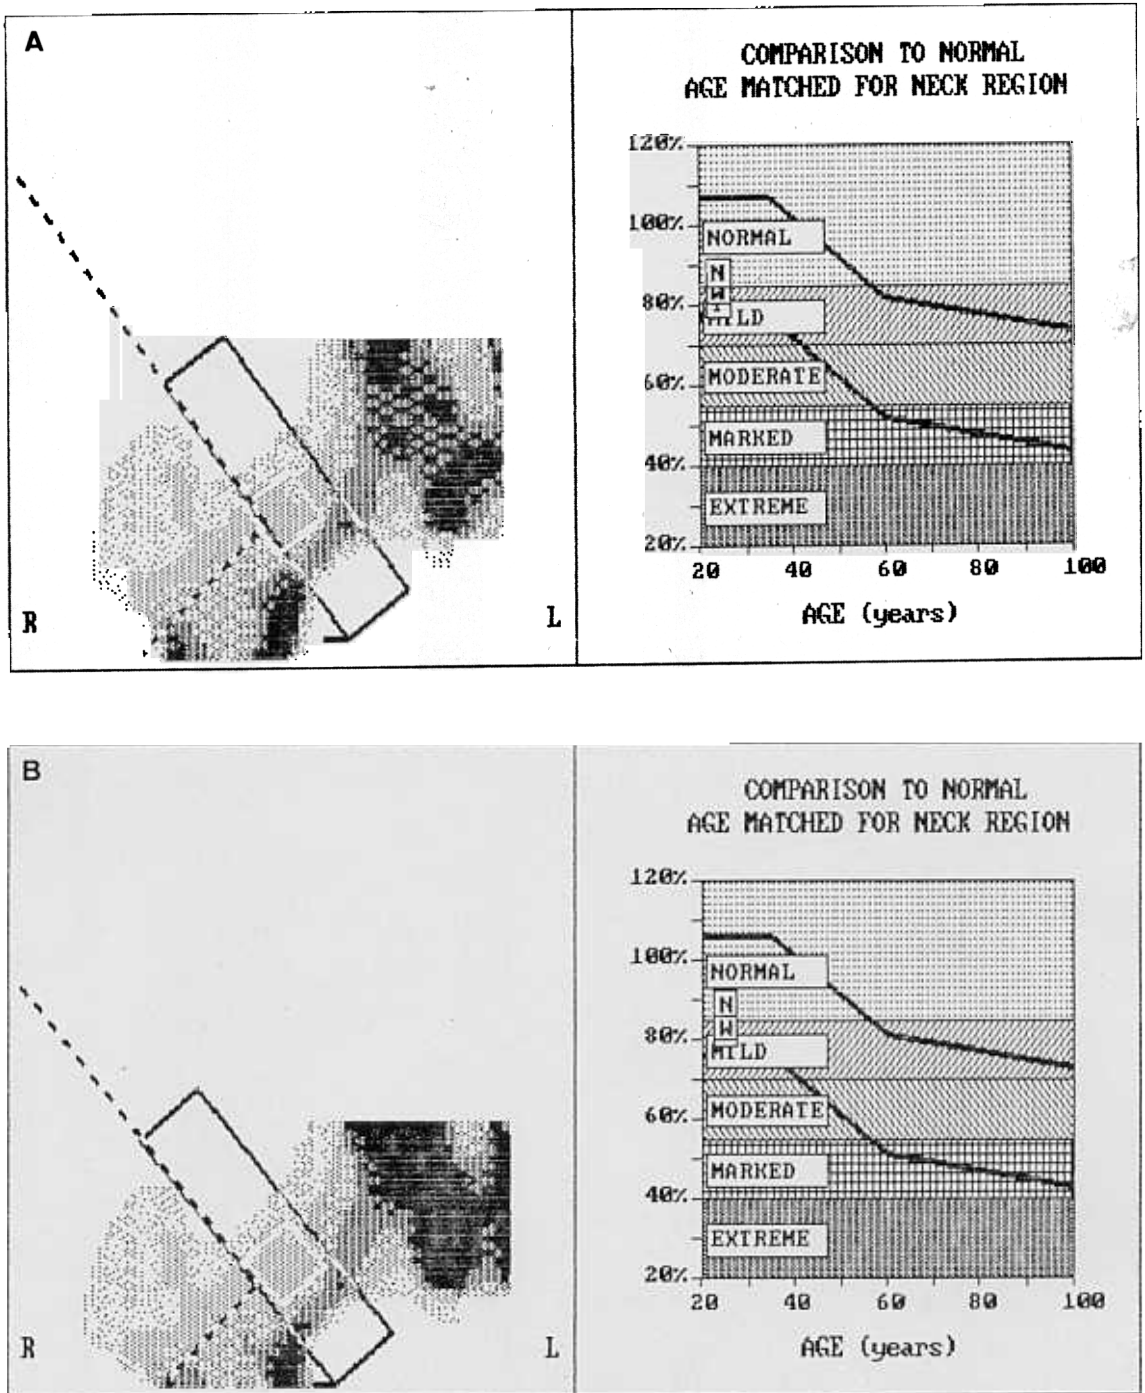 A
COMPARISON TO NORMAL
AGE MATCHED FOR NECK REGION
120%
100%
NORMAL
N
W
80%
MODERATE
60%
MARKED
40%
EXTREME
20%
20 40 60 80 100
AGE (years)
R
L
B
COMPARISON TO NORMAL
AGE MATCHED FOR NECK REGION
120%
100%
NORMAL
N
W
80%
MILD
60%
MODERATE
MARKED
40%
EXTREME
20%
20 40 60 80 100
AGE (years)
R
L